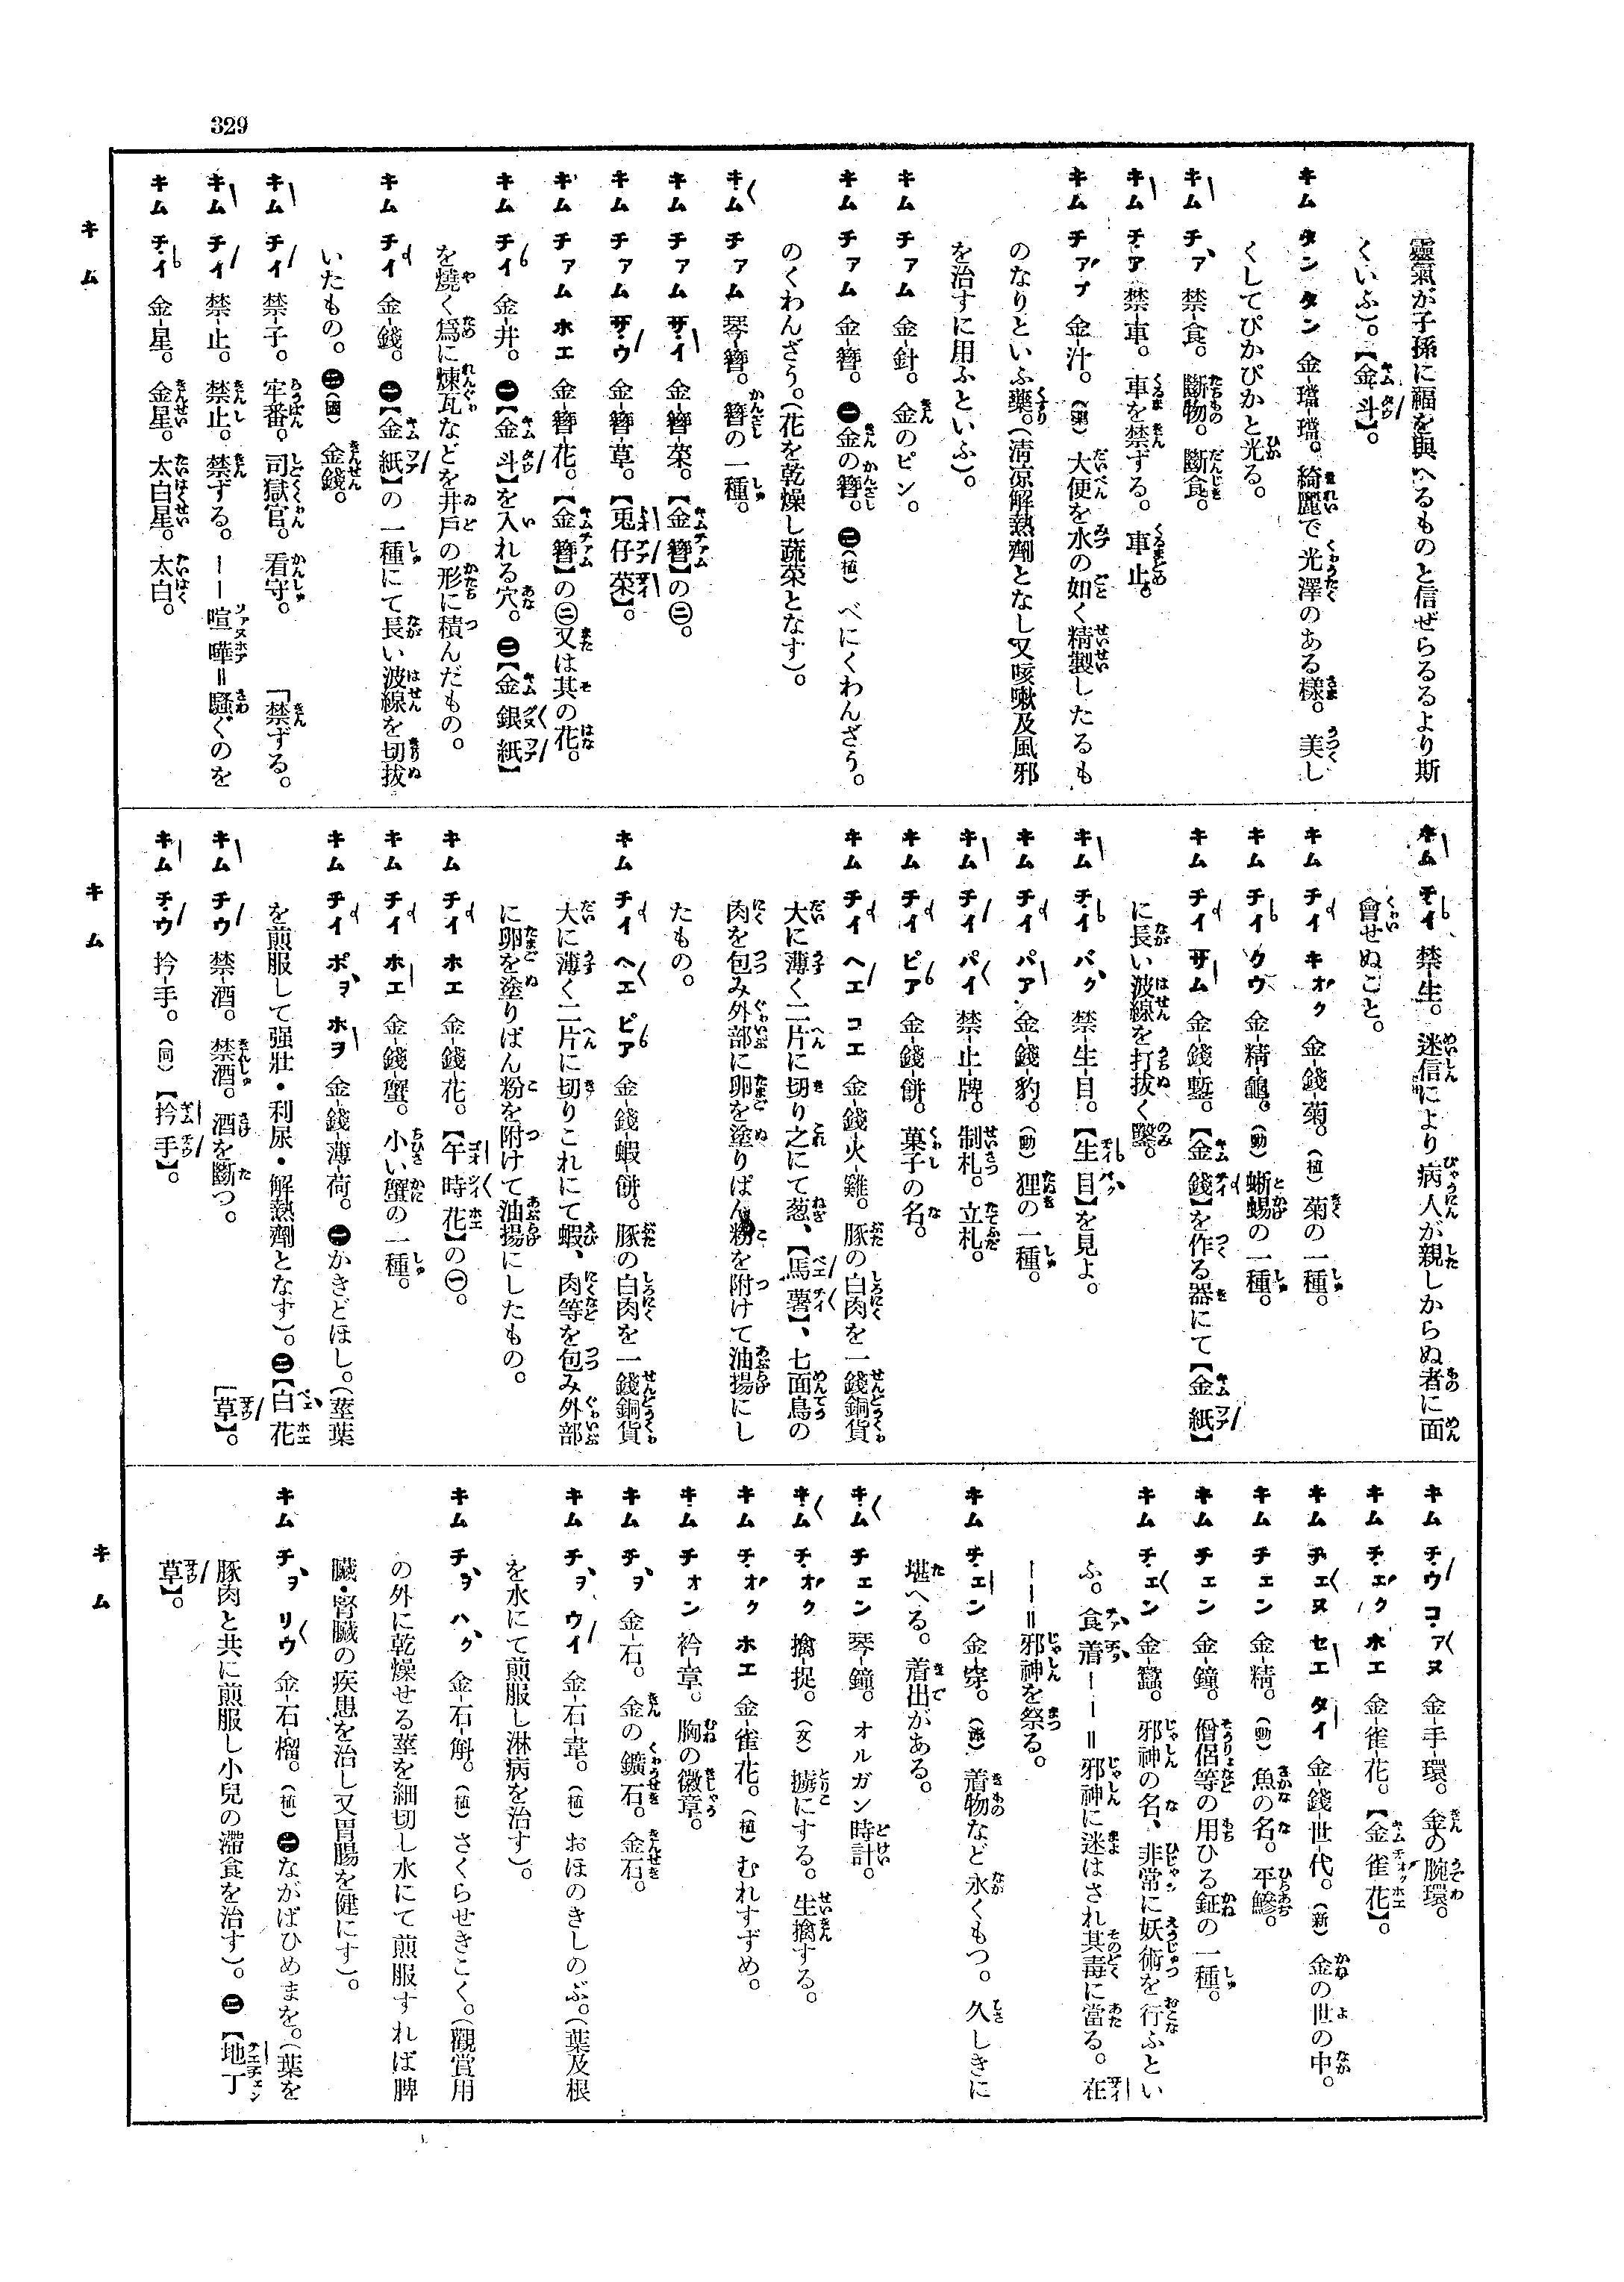 329
靈氣が子孫に福を與へるものと信ぜらるるより斯
くいふ)。【金斗】。
キム タン タン 金-璫-璫。綺麗で光澤のある樣。美し
くしてぴかぴかと光る。
キム チァ 禁-食。斷物。斷食。
キム チァ 禁-車。車を禁ずる。車止。
キム チァプ 金-汁。(藥)大便を水の如く精製したるも
のなりといふ藥。(淸凉解熱劑となし又咳嗽及風邪
を治すに用ふといふ)。
キム チァム 金-針。金のピン。
キム チァム 金-簪。㊀金の簪。㊁(植)べにくわんざう。
のくわんざう。(花を乾燥し蔬菜となす)。
キム チァム 琴-簪。簪の一種。
キム チァム ザイ 金-簪-菜。【金簪】の㊁。
キム チァム ザウ 金-簪-草。【兎仔菜】。
キム チァム ホエ 金-簪-花。【金簪】の㊁又は其の花。
キム チイ 金-井。㊀【金斗】を入れる穴。㊁【金銀紙】
を燒く爲に煉瓦などを井戶の形に積んだもの。
キム チイ 金-錢。㊀【金紙】の一種にて長い波線を切拔
いたもの。㊁(國)金錢。
キム チイ 禁-子。牢番。司獄官。看守。
「禁ずる。
キム チイ 禁-止。禁止。禁ずる。——喧嘩=騷ぐのを
キム チイ 金-星。金星。太白星。太白。
キム
キム チイ 禁-生。迷信により病人が親しからぬ者に面
會せぬこと。
キム チイ キオク 金-錢-菊。(植)菊の一種。
キム チイ クウ 金-精-龜。(動)蜥蜴の一種。
キム チイ ザム 金-錢-鏨。【金錢】を作る器にて【金紙】
に長い波線を打拔く鑿。
キム チイ バク 禁-生-目。【生目】を見よ。
キム チイ パア 金-錢-豹。(動)狸の一種。
キム チイ パイ 禁-止-牌。制札。立札。
キム チイ ピア 金-錢-餅。菓子の名。
キム チイ ヘエ コエ 金-錢-火-雞。豚の白肉を一錢銅貨
大に薄く二片に切り之にて葱、【馬薯】、七面鳥の
肉を包み外部に卵を塗りぱん粉を附けて油揚にし
たもの。
キム チイ ヘエ ピア 金-錢-蝦-餅。豚の白肉を一錢銅貨
大に薄く二片に切りこれにて蝦、肉等を包み外部
に卵を塗りぱん粉を附けて油揚にしたもの。
キム チイ ホエ 金-錢-花。【午時花】の㊀。
キム チイ ホエ 金-錢-蟹。小い蟹の一種。
キム チイ ポヲ ホヲ 金-錢-薄-荷。㊀かきどほし。(莖葉
を煎服して强壯・利尿・解熱劑となす)。㊁【白花
[草】。
キム チウ 禁-酒。禁酒。酒を斷つ。
キム チウ 扲-手。(同)【扲手】。
キム
キム チウ コァヌ 金-手-環。金の腕環。
キム チェク ホエ 金-雀-花。【金雀花】。
キム チェヌ セエ タイ 金-錢-世-代。(新)金の世の中。
キム チェン 金-精。(動)魚の名。平鰺。
キム チェン 金-鐘。僧侶等の用ひる鉦の一種。
キム チェン 金-蠶。邪神の名、非常に妖術を行ふとい
ふ。食着——=邪神に迷はされ其毒に當る。在
——=邪神を祭る。
キム チェン 金-穿。(漳)着物など永くもつ。久しきに
堪へる。着出がある。
キム チェン 琴-鐘。オルガン時計。
キム チオク 擒-捉。(文)擄にする。生擒する。
キム チオク ホエ 金-雀-花。(植)むれすずめ。
キム チオン 衿-章。胸の徽章。
キム チヲ 金-石。金の鑛石。金石。
キム チヲ ウイ 金-石-韋。(植)おほのきしのぶ。(葉及根
を水にて煎服し淋病を治す)。
キム チヲ ハク 金-石-斛。(植)さくらせきこく。(觀賞用
の外に乾燥せる莖を細切し水にて煎服すれば脾
臟・腎臟の疾患を治し又胃腸を健にす)。
キム チヲ リウ 金-石-榴。(植)㊀ながばひめまを。(葉を
豚肉と共に煎服し小兒の滯食を治す)。㊁【地丁
草】。
キム